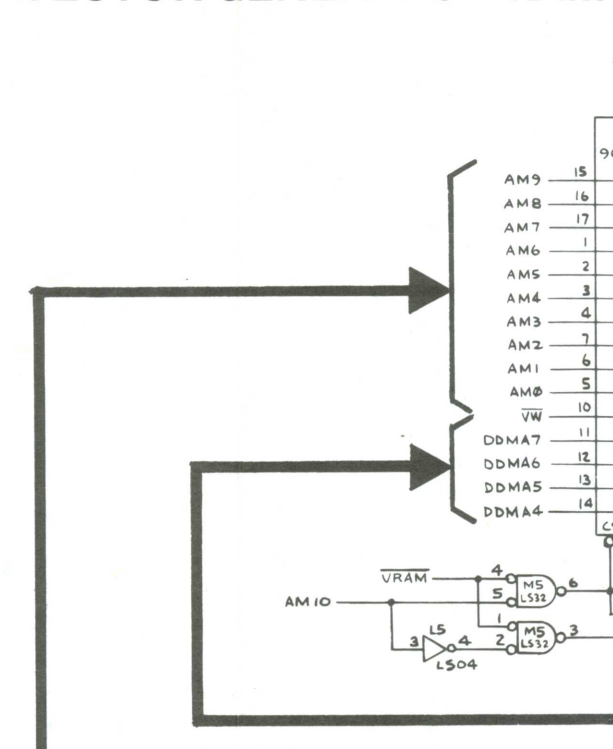 AM9 15
AM8 16
AM7 17
AM6 1
AM5 2
AM4 3
AM3 4
AM2 7
AM1 6
AMØ 5
VW 10
DDMA7 11
DDMA6 12
DDMA5 13
DDMA4 14
VRAM 4 M5 6
AM10 5 LS32
1 M5 3
L5 2 LS32
3 4
LS04